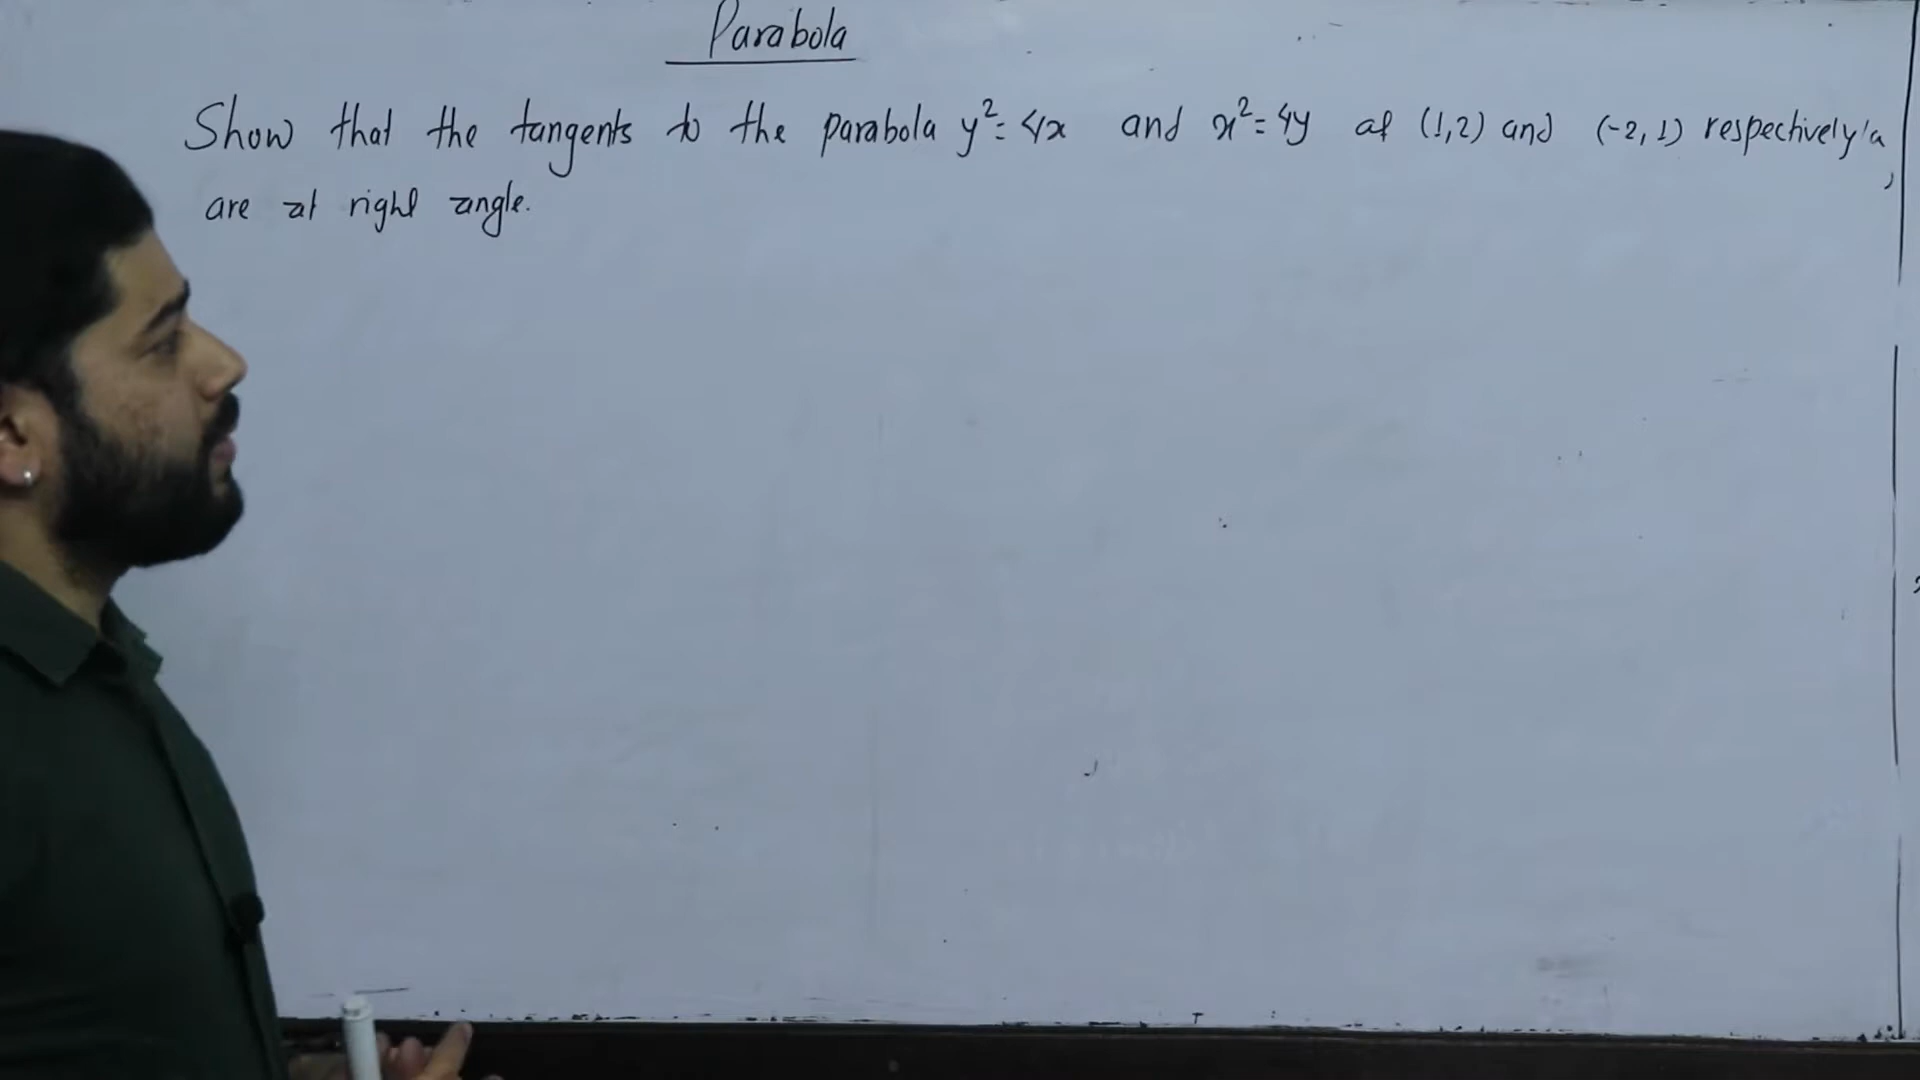 Parabola
Show that the tangents to the parabola y² = 4x and x² = 4y at (1,2) and (-2,1) respectively
are at right angle.